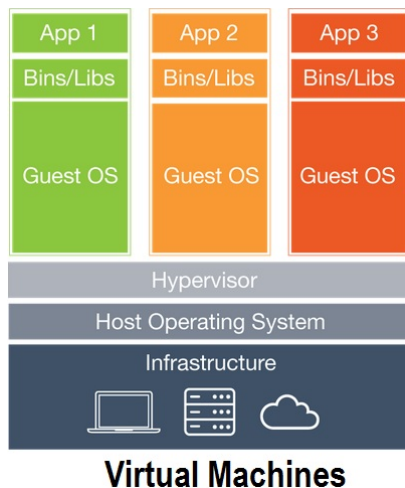 App 1 App 2 App 3
Bins/Libs Bins/Libs Bins/Libs
Guest OS Guest OS Guest OS
Hypervisor
Host Operating System
Infrastructure
Virtual Machines